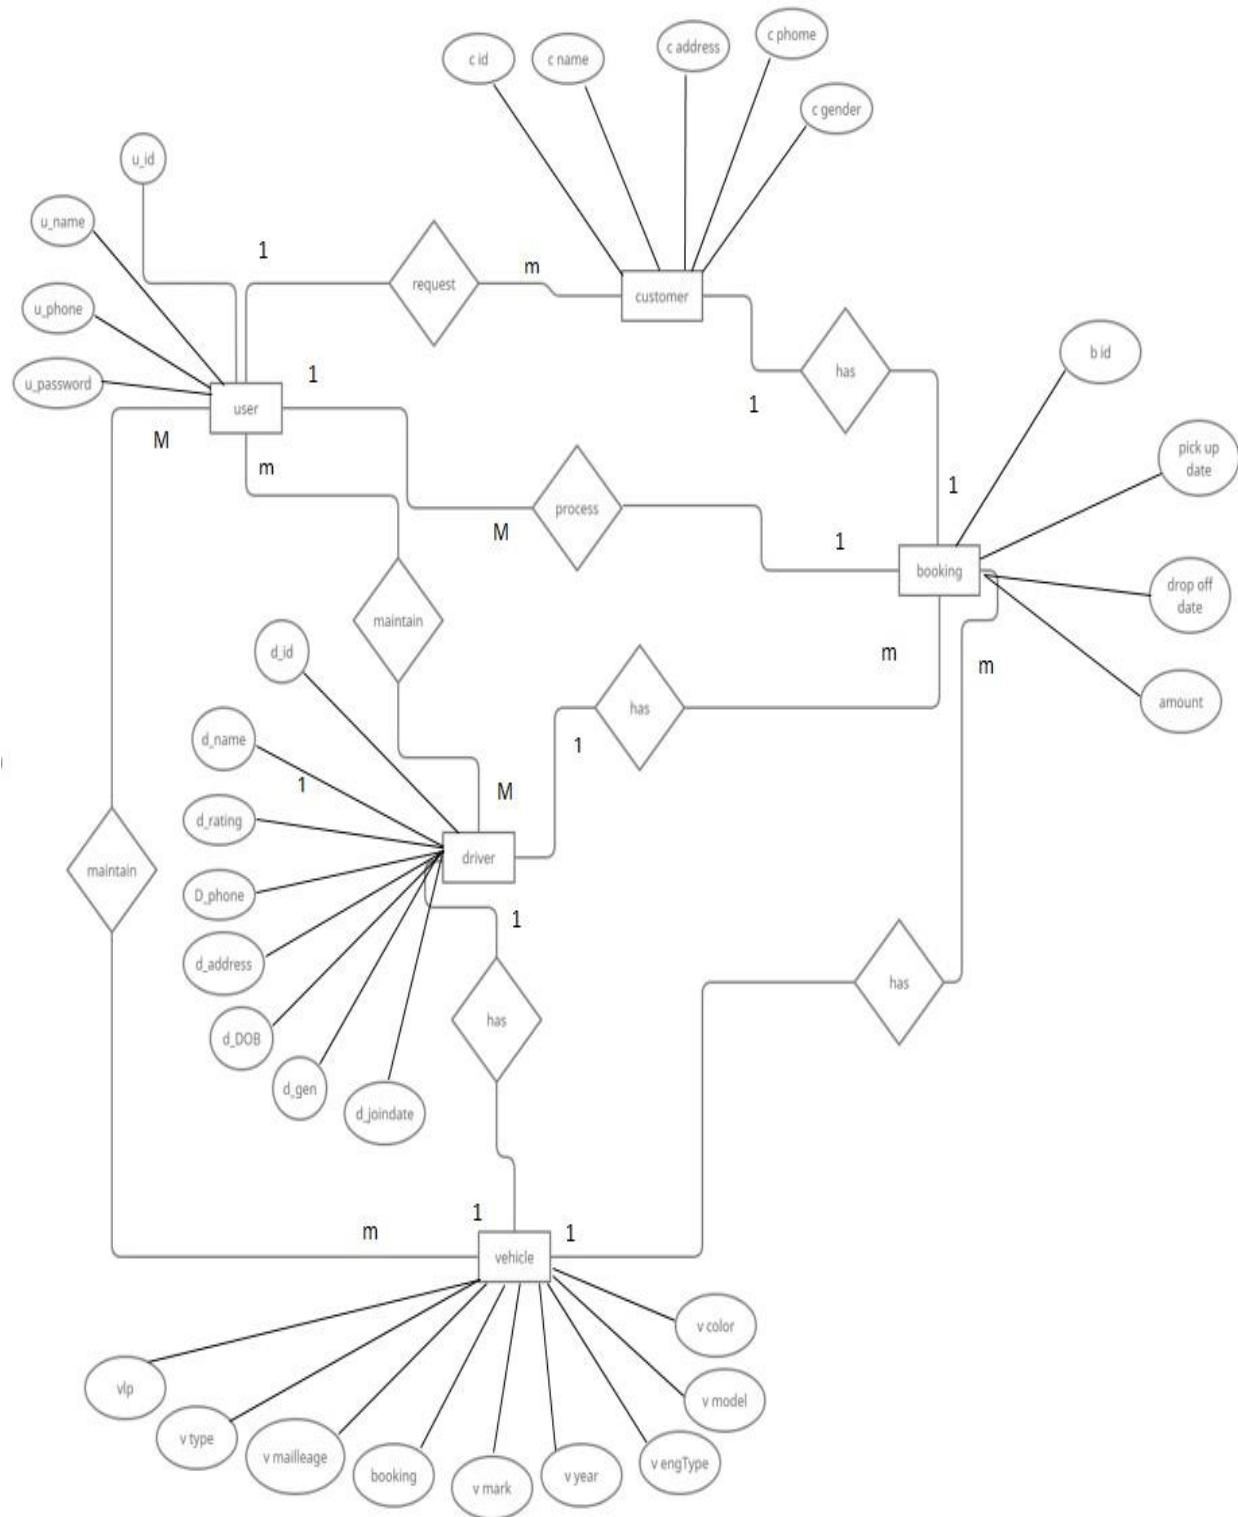 c phome
c address
c id
c name
c gender
u_id
u_name
1
m
request
customer
u_phone
b id
has
1
u_password
user
1
M
m
pick up
date
1
process
M
1
booking
drop off
date
maintain
d_id
m
m
has
amount
d_name
1
1
M
d_rating
driver
maintain
D_phone
1
d_address
has
has
d_DOB
d_gen
d_joindate
1
m
1
vehicle
v color
vlp
v model
v type
v mailleage
booking
v mark
v year
v engType